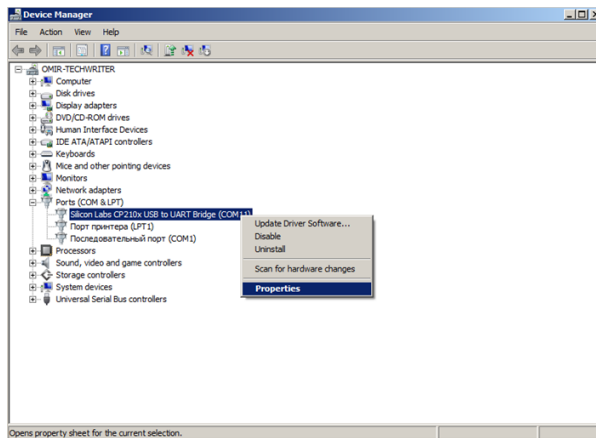 Device Manager
File Action View Help
OMIR-TECHWRITER
Computer
Disk drives
Display adapters
DVD/CD-ROM drives
Human Interface Devices
IDE ATA/ATAPI controllers
Keyboards
Mice and other pointing devices
Monitors
Network adapters
Ports (COM & LPT)
Silicon Labs CP210x USB to UART Bridge (COM11)
Порт принтера (LPT1)
Последовательный порт (COM1)
Processors
Sound, video and game controllers
Storage controllers
System devices
Universal Serial Bus controllers
Update Driver Software...
Disable
Uninstall
Scan for hardware changes
Properties
Opens property sheet for the current selection.